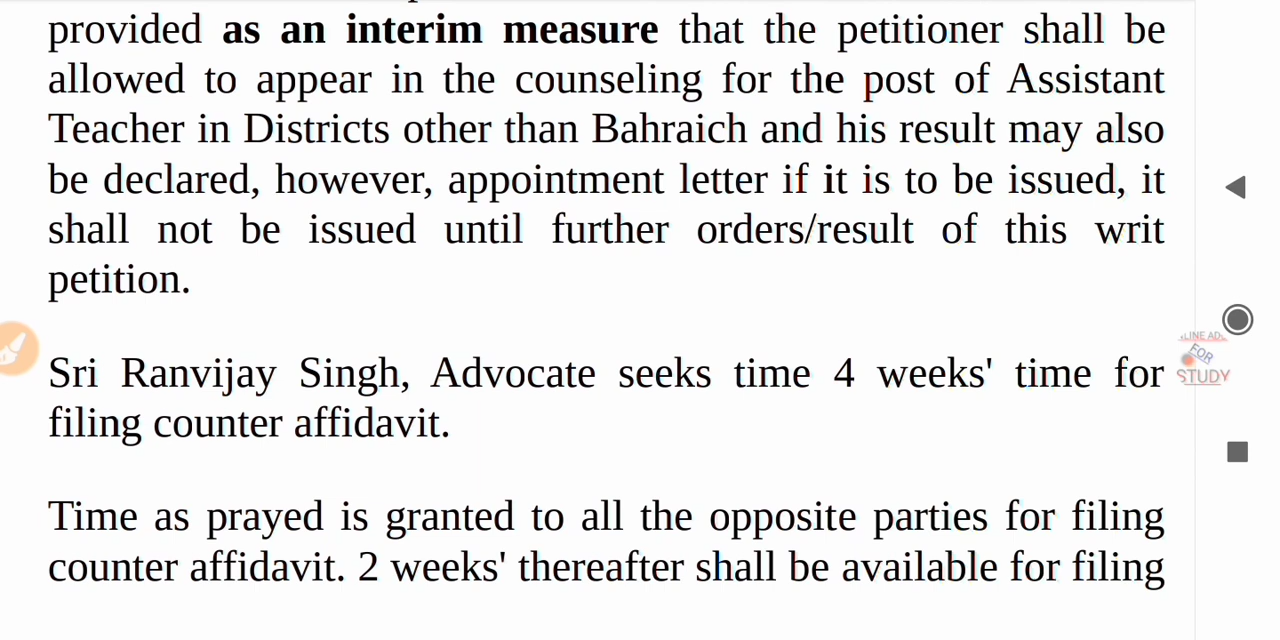 provided as an interim measure that the petitioner shall be
allowed to appear in the counseling for the post of Assistant
Teacher in Districts other than Bahraich and his result may also
be declared, however, appointment letter if it is to be issued, it
shall not be issued until further orders/result of this writ
petition.
Sri Ranvijay Singh, Advocate seeks time 4 weeks' time for
filing counter affidavit.
Time as prayed is granted to all the opposite parties for filing
counter affidavit. 2 weeks' thereafter shall be available for filing
FOR
STUDY